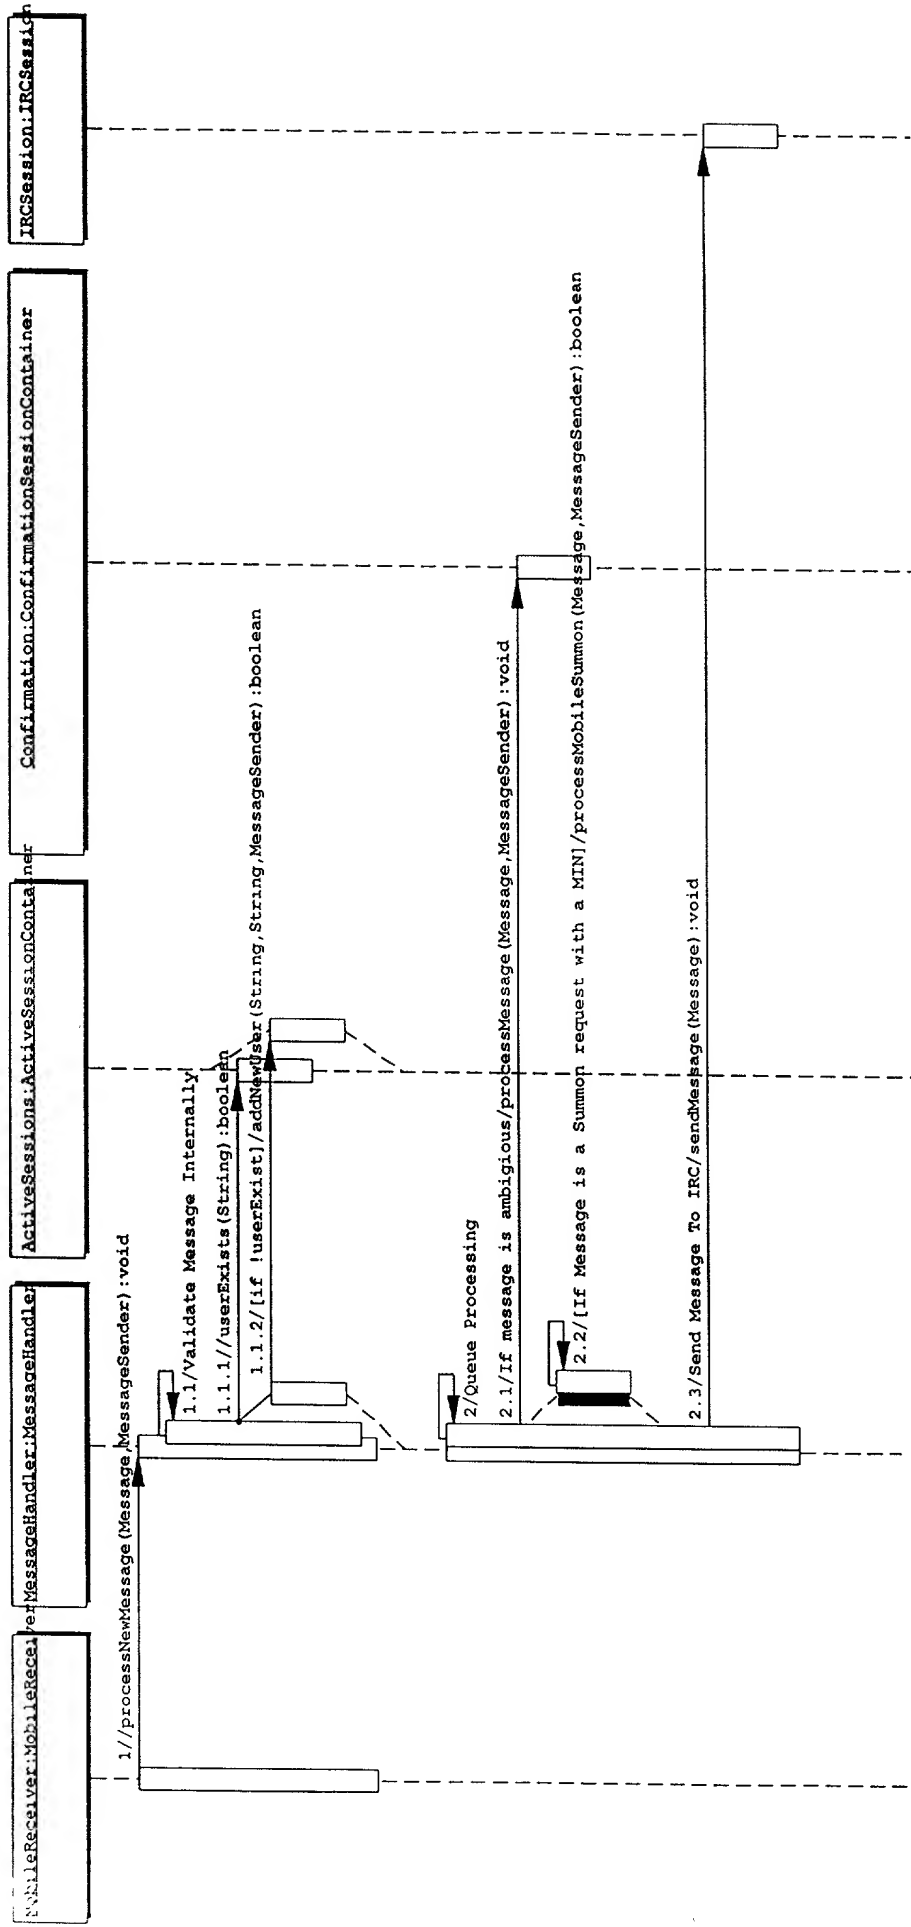 MobileReceiver:MobileReceiver
MessageHandler:MessageHandler
ActiveSessions:ActiveSessionContainer
Confirmation:ConfirmationSessionContainer
IRCSession:IRCSession
1//processNewMessage(Message,MessageSender):void
1.1/Validate Message Internally
1.1.1//userExists(String):boolean
1.1.2/[if !userExist]/addNewUser(String,String,MessageSender):boolean
2/Queue Processing
2.1/If message is ambigious/processMessage(Message,MessageSender):void
2.2/[If Message is a Summon request with a MIN]/processMobileSummon(Message,MessageSender):boolean
2.3/Send Message To IRC/sendMessage(Message):void